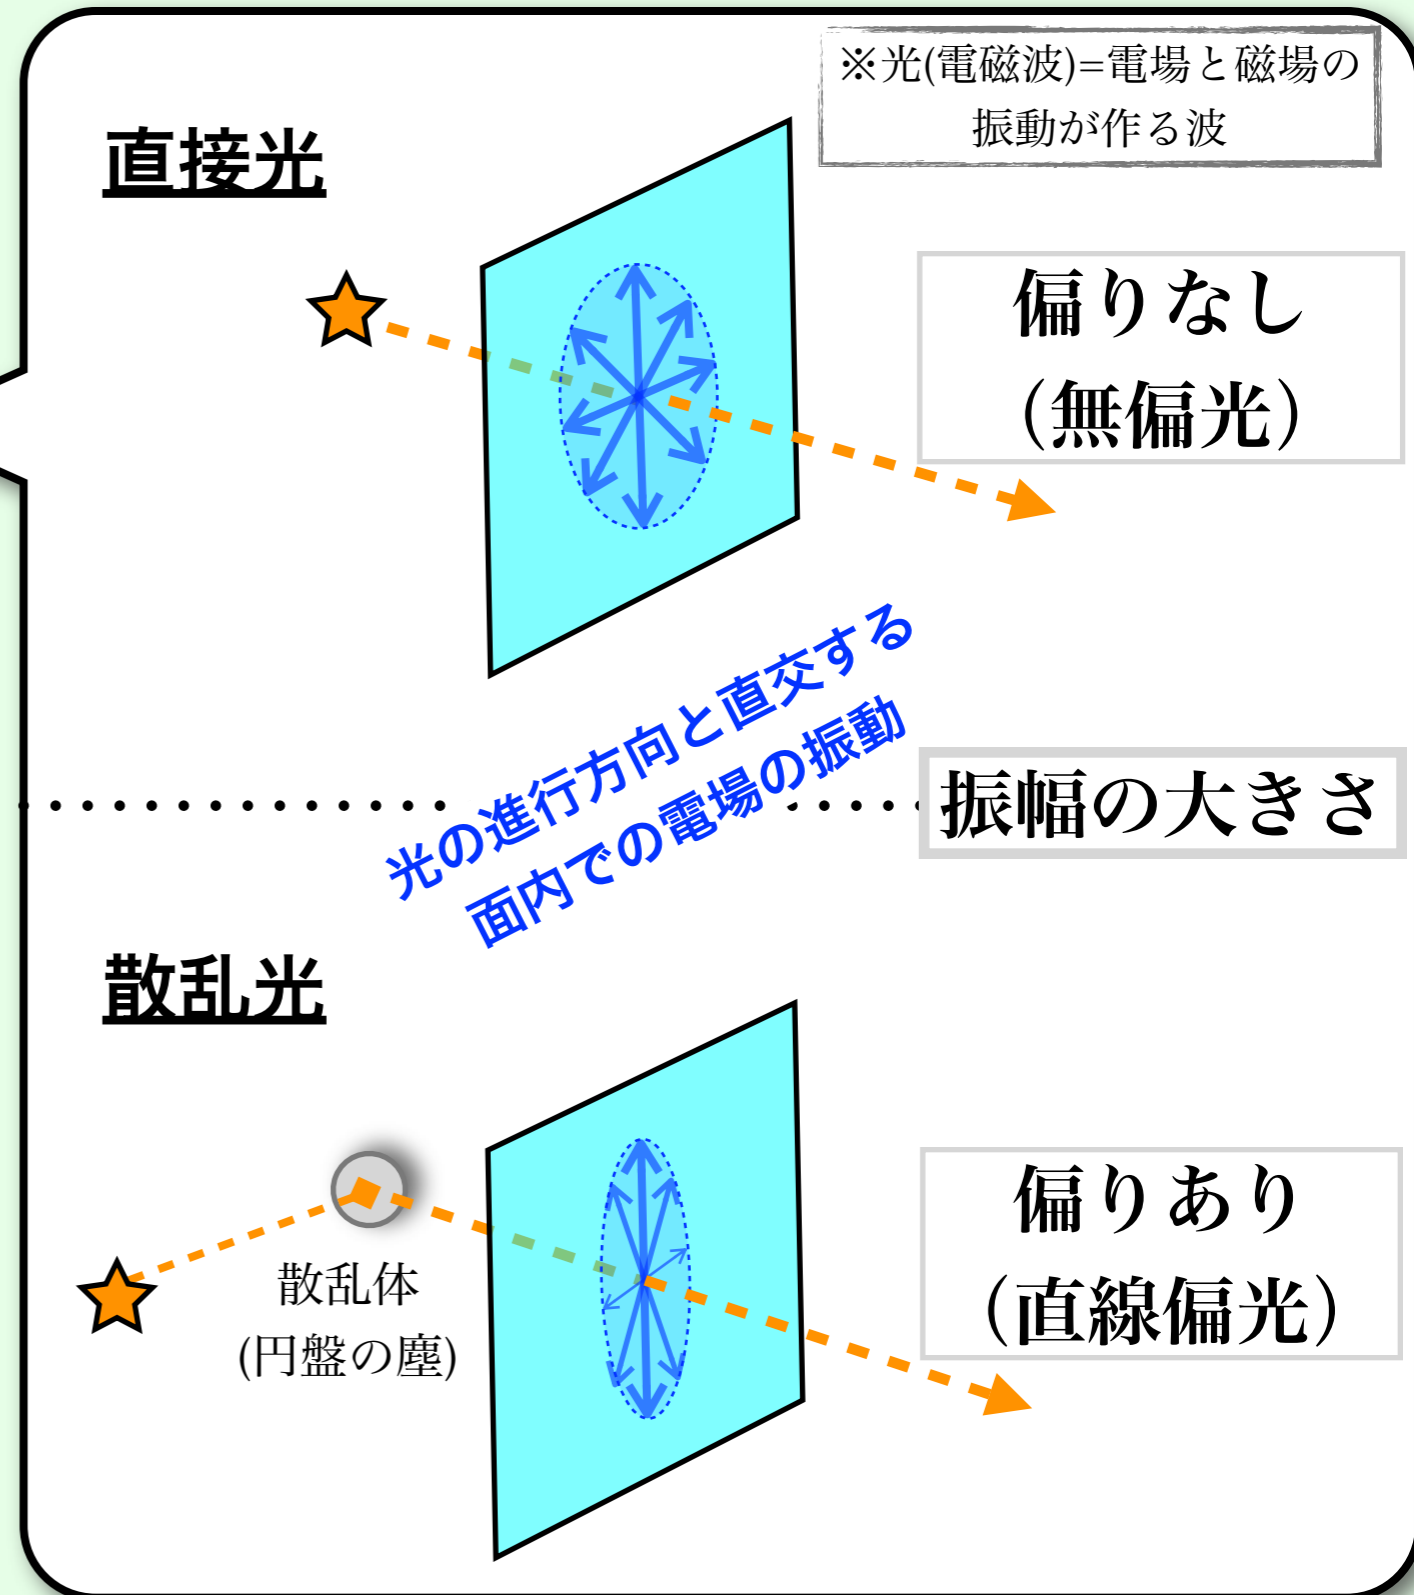 ※光(電磁波)=電場と磁場の
振動が作る波
直接光
偏りなし
（無偏光）
光の進行方向と直交する
面内での電場の振動
振幅の大きさ
散乱光
散乱体
(円盤の塵)
偏りあり
（直線偏光）